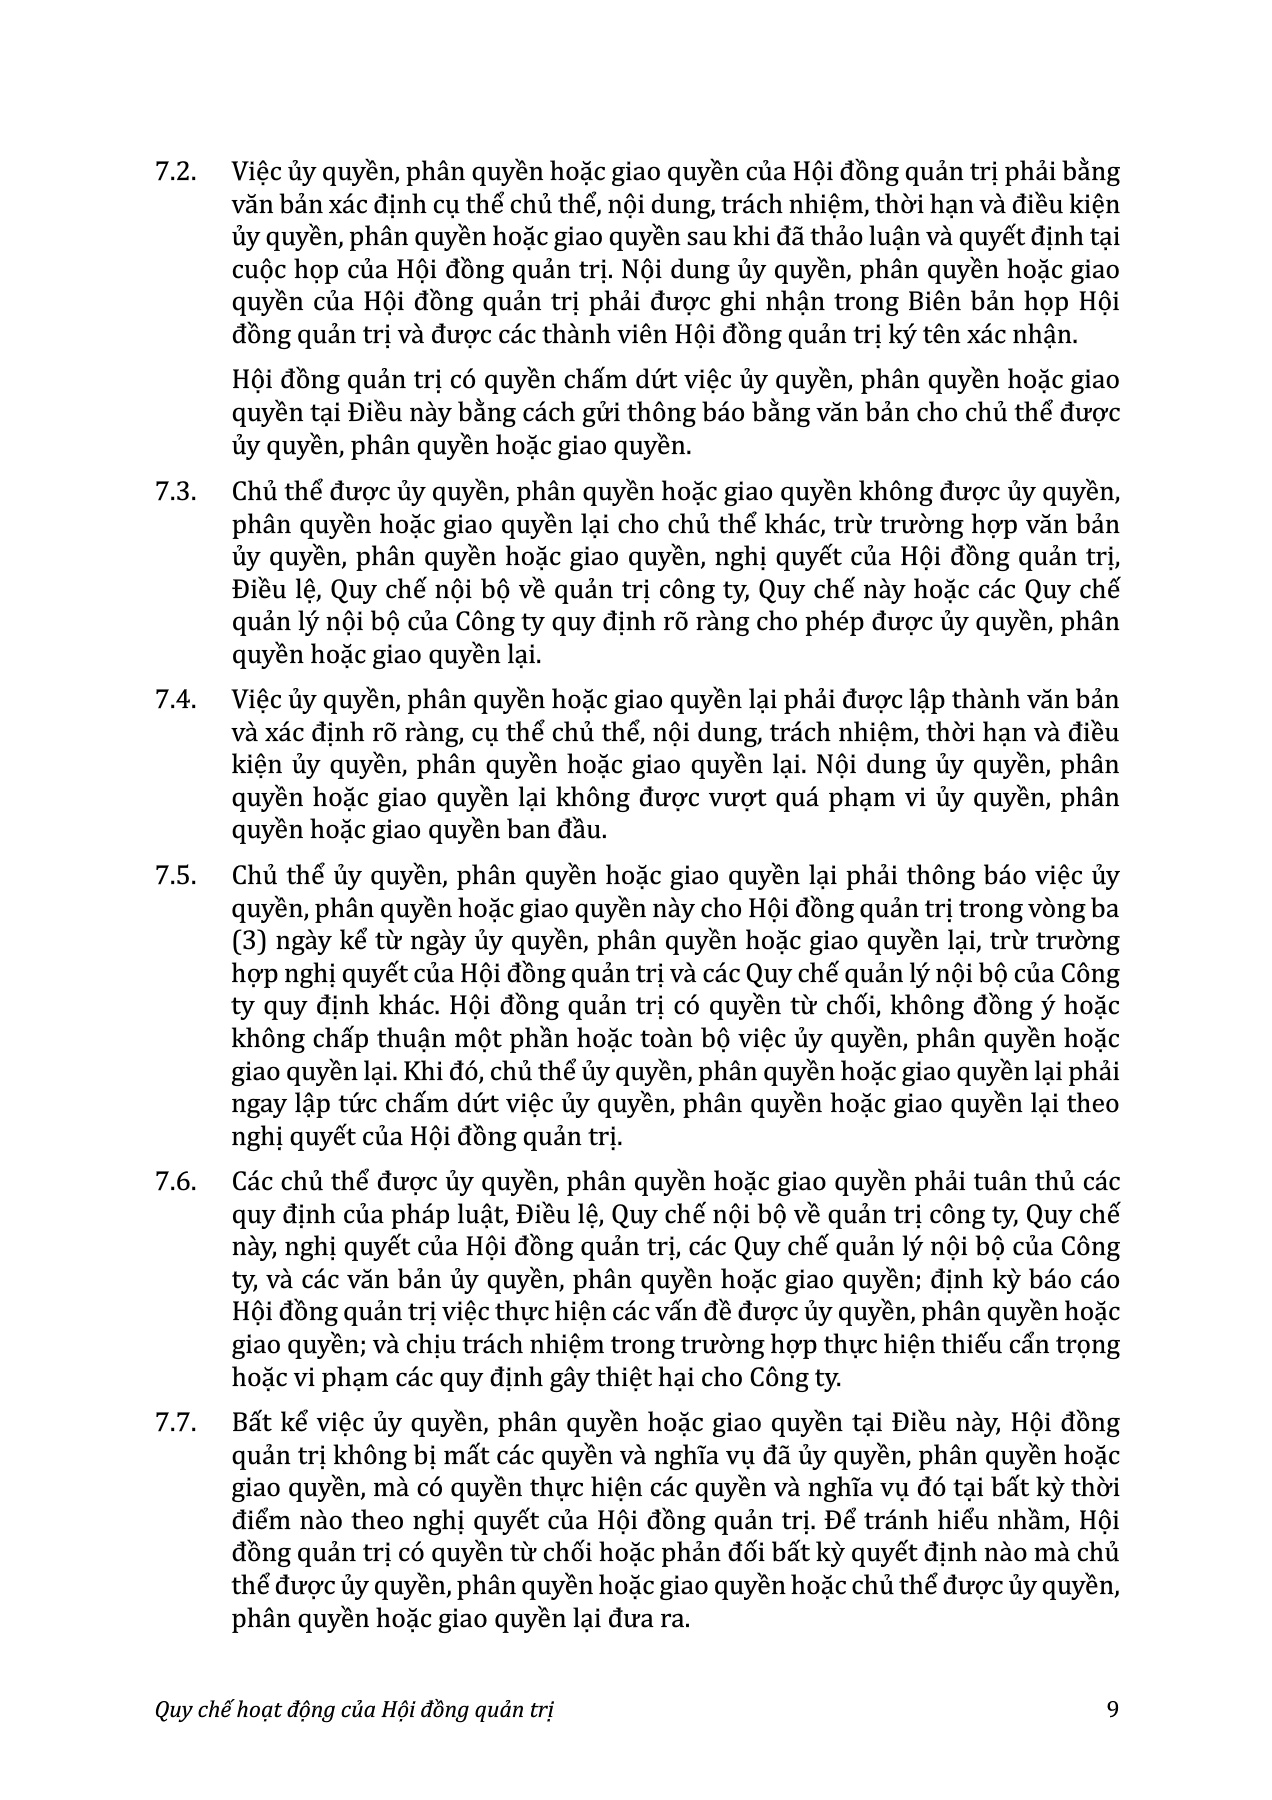 7.2. Việc ủy quyền, phân quyền hoặc giao quyền của Hội đồng quản trị phải bằng
văn bản xác định cụ thể chủ thể, nội dung, trách nhiệm, thời hạn và điều kiện
ủy quyền, phân quyền hoặc giao quyền sau khi đã thảo luận và quyết định tại
cuộc họp của Hội đồng quản trị. Nội dung ủy quyền, phân quyền hoặc giao
quyền của Hội đồng quản trị phải được ghi nhận trong Biên bản họp Hội
đồng quản trị và được các thành viên Hội đồng quản trị ký tên xác nhận.
Hội đồng quản trị có quyền chấm dứt việc ủy quyền, phân quyền hoặc giao
quyền tại Điều này bằng cách gửi thông báo bằng văn bản cho chủ thể được
ủy quyền, phân quyền hoặc giao quyền.
7.3. Chủ thể được ủy quyền, phân quyền hoặc giao quyền không được ủy quyền,
phân quyền hoặc giao quyền lại cho chủ thể khác, trừ trường hợp văn bản
ủy quyền, phân quyền hoặc giao quyền, nghị quyết của Hội đồng quản trị,
Điều lệ, Quy chế nội bộ về quản trị công ty, Quy chế này hoặc các Quy chế
quản lý nội bộ của Công ty quy định rõ ràng cho phép được ủy quyền, phân
quyền hoặc giao quyền lại.
7.4. Việc ủy quyền, phân quyền hoặc giao quyền lại phải được lập thành văn bản
và xác định rõ ràng, cụ thể chủ thể, nội dung, trách nhiệm, thời hạn và điều
kiện ủy quyền, phân quyền hoặc giao quyền lại. Nội dung ủy quyền, phân
quyền hoặc giao quyền lại không được vượt quá phạm vi ủy quyền, phân
quyền hoặc giao quyền ban đầu.
7.5. Chủ thể ủy quyền, phân quyền hoặc giao quyền lại phải thông báo việc ủy
quyền, phân quyền hoặc giao quyền này cho Hội đồng quản trị trong vòng ba
(3) ngày kể từ ngày ủy quyền, phân quyền hoặc giao quyền lại, trừ trường
hợp nghị quyết của Hội đồng quản trị và các Quy chế quản lý nội bộ của Công
ty quy định khác. Hội đồng quản trị có quyền từ chối, không đồng ý hoặc
không chấp thuận một phần hoặc toàn bộ việc ủy quyền, phân quyền hoặc
giao quyền lại. Khi đó, chủ thể ủy quyền, phân quyền hoặc giao quyền lại phải
ngay lập tức chấm dứt việc ủy quyền, phân quyền hoặc giao quyền lại theo
nghị quyết của Hội đồng quản trị.
7.6. Các chủ thể được ủy quyền, phân quyền hoặc giao quyền phải tuân thủ các
quy định của pháp luật, Điều lệ, Quy chế nội bộ về quản trị công ty, Quy chế
này, nghị quyết của Hội đồng quản trị, các Quy chế quản lý nội bộ của Công
ty, và các văn bản ủy quyền, phân quyền hoặc giao quyền; định kỳ báo cáo
Hội đồng quản trị việc thực hiện các vấn đề được ủy quyền, phân quyền hoặc
giao quyền; và chịu trách nhiệm trong trường hợp thực hiện thiếu cẩn trọng
hoặc vi phạm các quy định gây thiệt hại cho Công ty.
7.7. Bất kể việc ủy quyền, phân quyền hoặc giao quyền tại Điều này, Hội đồng
quản trị không bị mất các quyền và nghĩa vụ đã ủy quyền, phân quyền hoặc
giao quyền, mà có quyền thực hiện các quyền và nghĩa vụ đó tại bất kỳ thời
điểm nào theo nghị quyết của Hội đồng quản trị. Để tránh hiểu nhầm, Hội
đồng quản trị có quyền từ chối hoặc phản đối bất kỳ quyết định nào mà chủ
thể được ủy quyền, phân quyền hoặc giao quyền hoặc chủ thể được ủy quyền,
phân quyền hoặc giao quyền lại đưa ra.
Quy chế hoạt động của Hội đồng quản trị 9